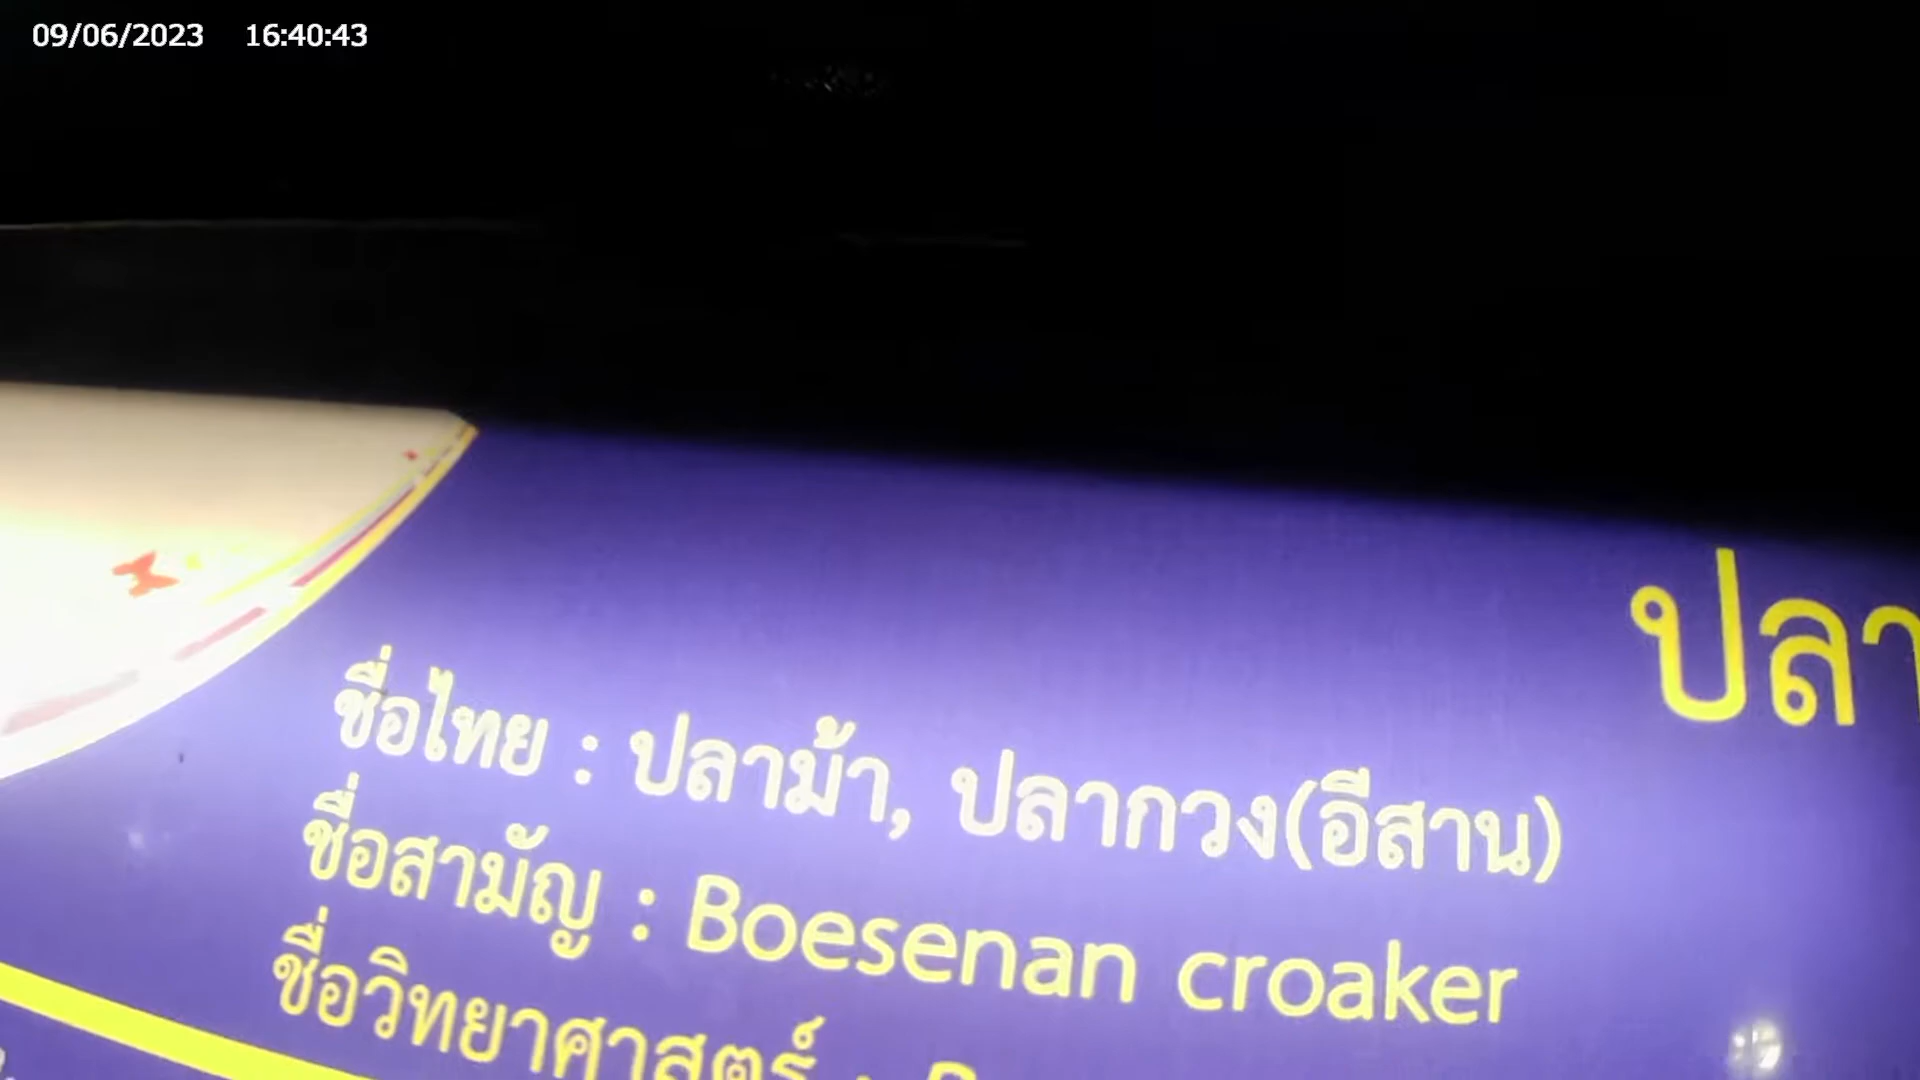 09/06/2023 16:40:43
ปลา
ชื่อไทย : ปลาม้า, ปลากวง(อีสาน)
ชื่อสามัญ : Boesenan croaker
ชื่อวิทยาศาสตร์ :